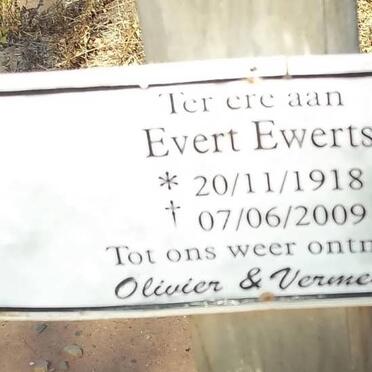 Ter ere aan
Evert Ewerts
* 20/11/1918
† 07/06/2009
Tot ons weer ontm
Olivier & Verme